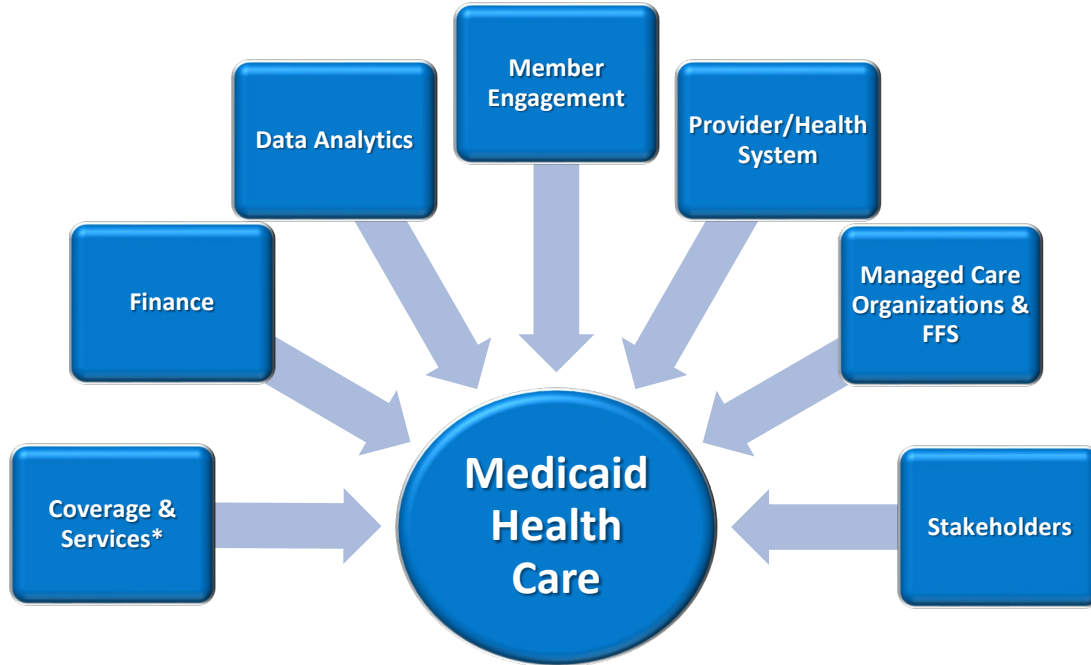 Member
Engagement
Data Analytics
Provider/Health
System
Finance
Managed Care
Organizations &
FFS
Coverage &
Services*
Medicaid
Health
Care
Stakeholders